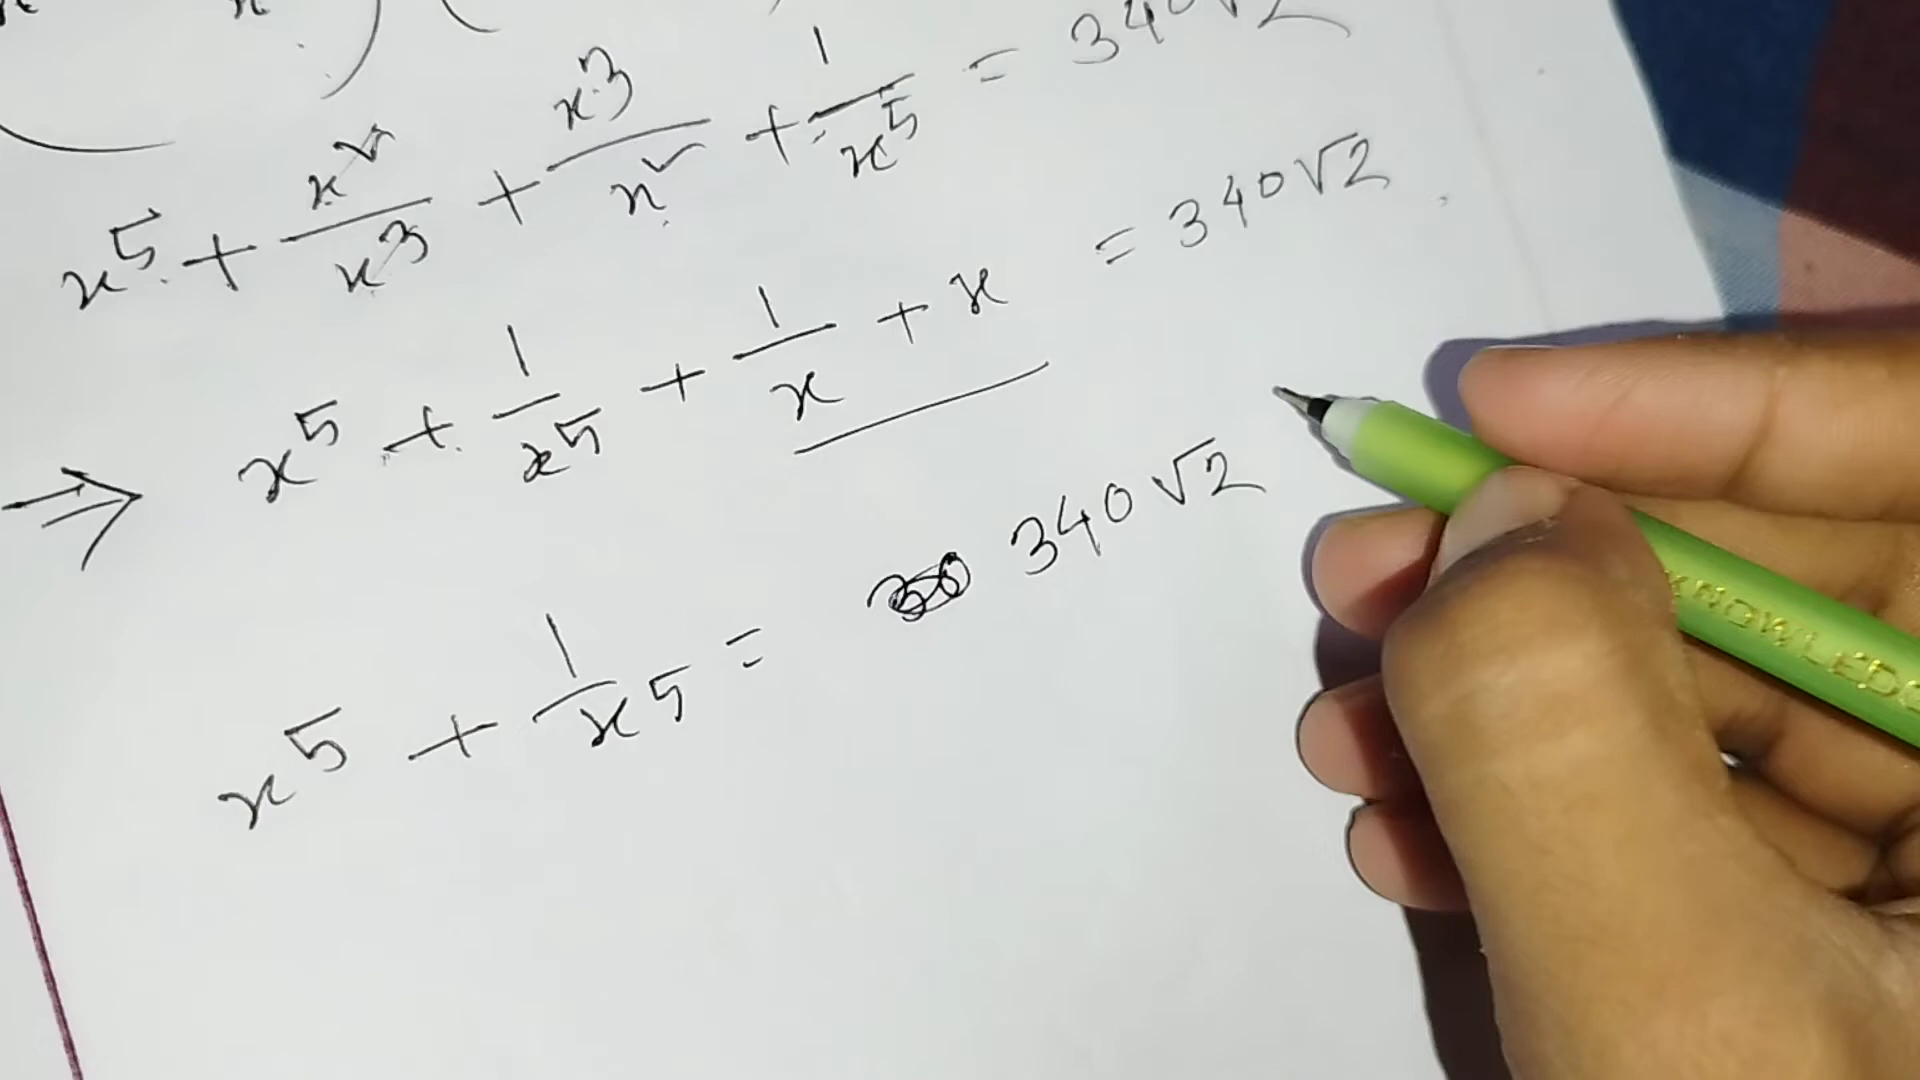 x⁵ + x²/x³ + x³/x² + 1/x⁵ = 340√2
⇒ x⁵ + 1/x⁵ + 1/x + x = 340√2
x⁵ + 1/x⁵ = 340√2
KNOWLED